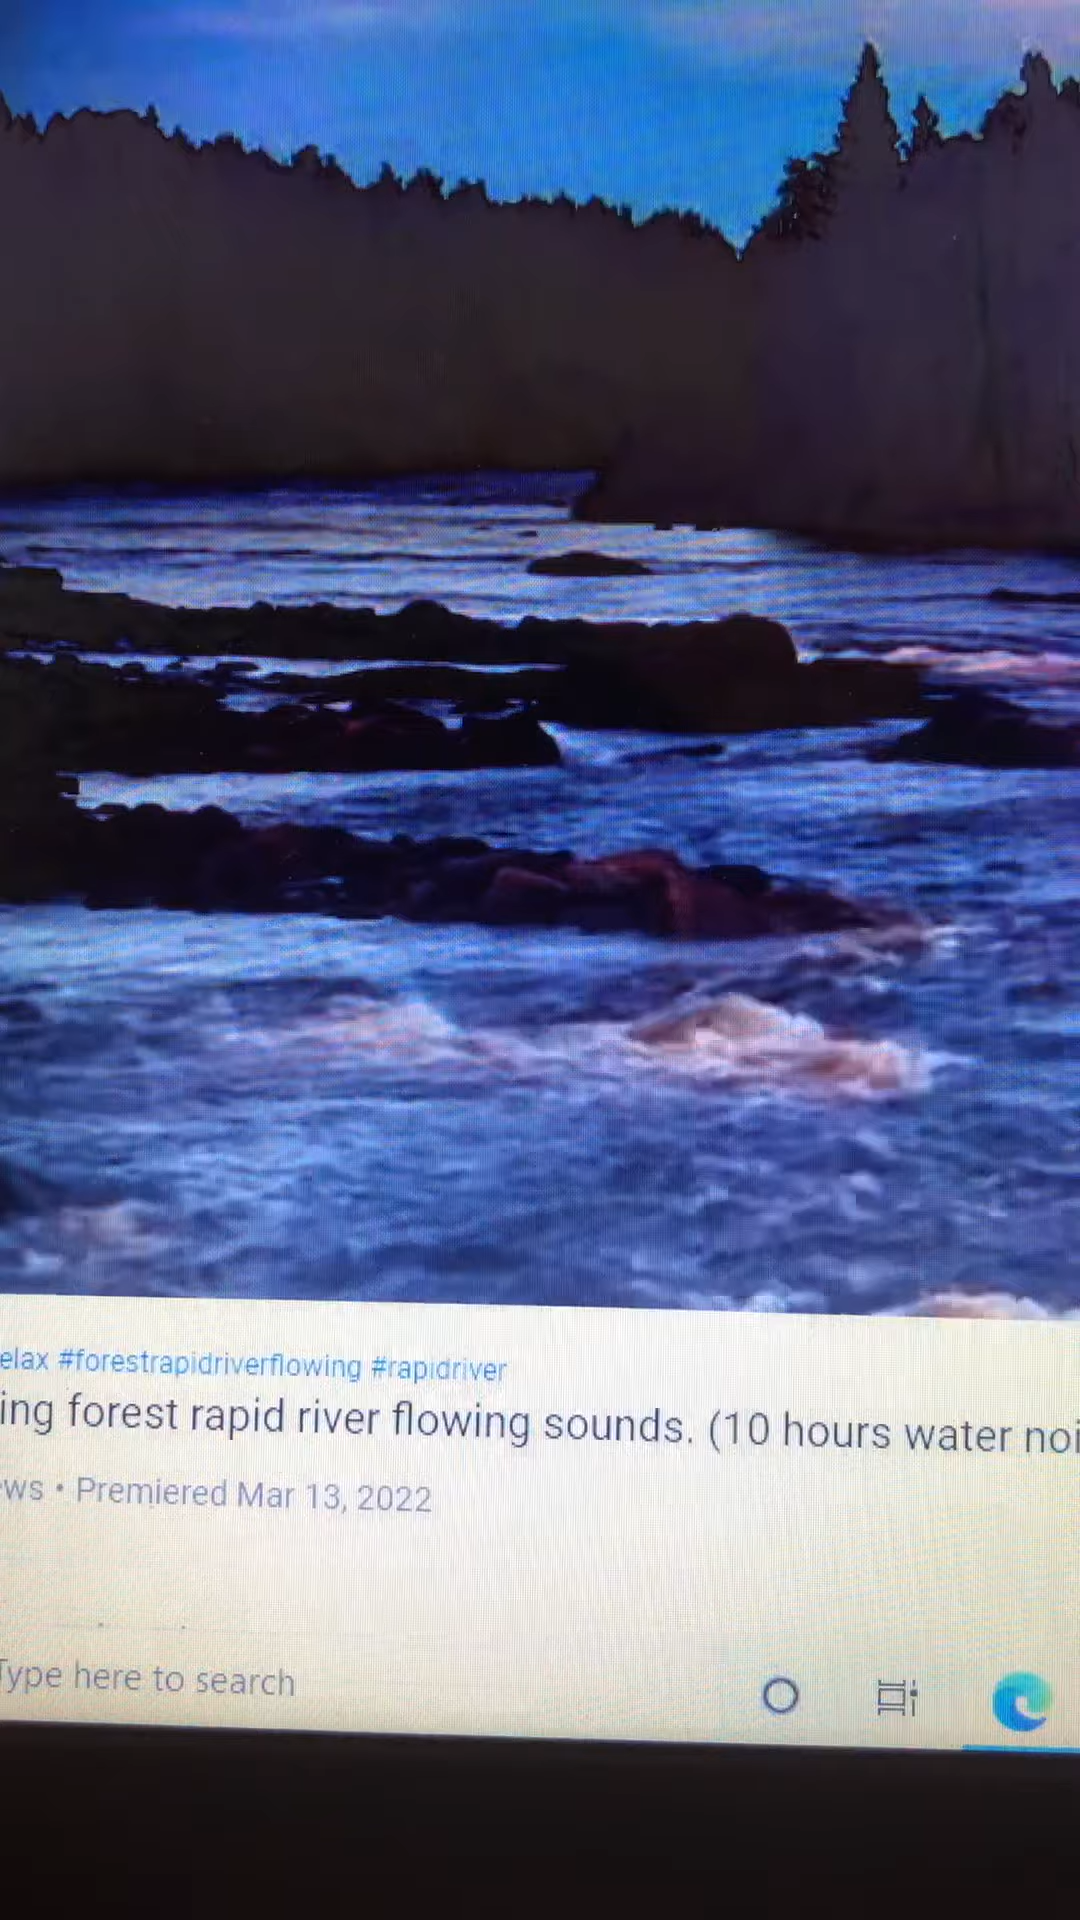 elax #forestrapidriverflowing #rapidriver
ing forest rapid river flowing sounds. (10 hours water noi
ws • Premiered Mar 13, 2022
Type here to search